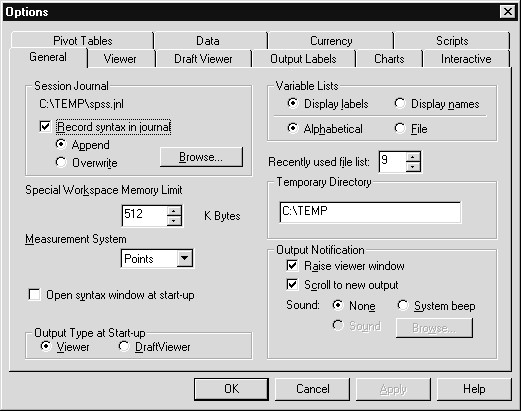 Options
Pivot Tables Data Currency Scripts
General Viewer Draft Viewer Output Labels Charts Interactive
Session Journal
C:\TEMP\spss.jnl
Record syntax in journal
Append
Overwrite
Browse...
Special Workspace Memory Limit
512 K Bytes
Measurement System
Points
Open syntax window at start-up
Output Type at Start-up
Viewer DraftViewer
Variable Lists
Display labels Display names
Alphabetical File
Recently used file list: 9
Temporary Directory
C:\TEMP
Output Notification
Raise viewer window
Scroll to new output
Sound: None System beep
Sound Browse...
OK Cancel Apply Help